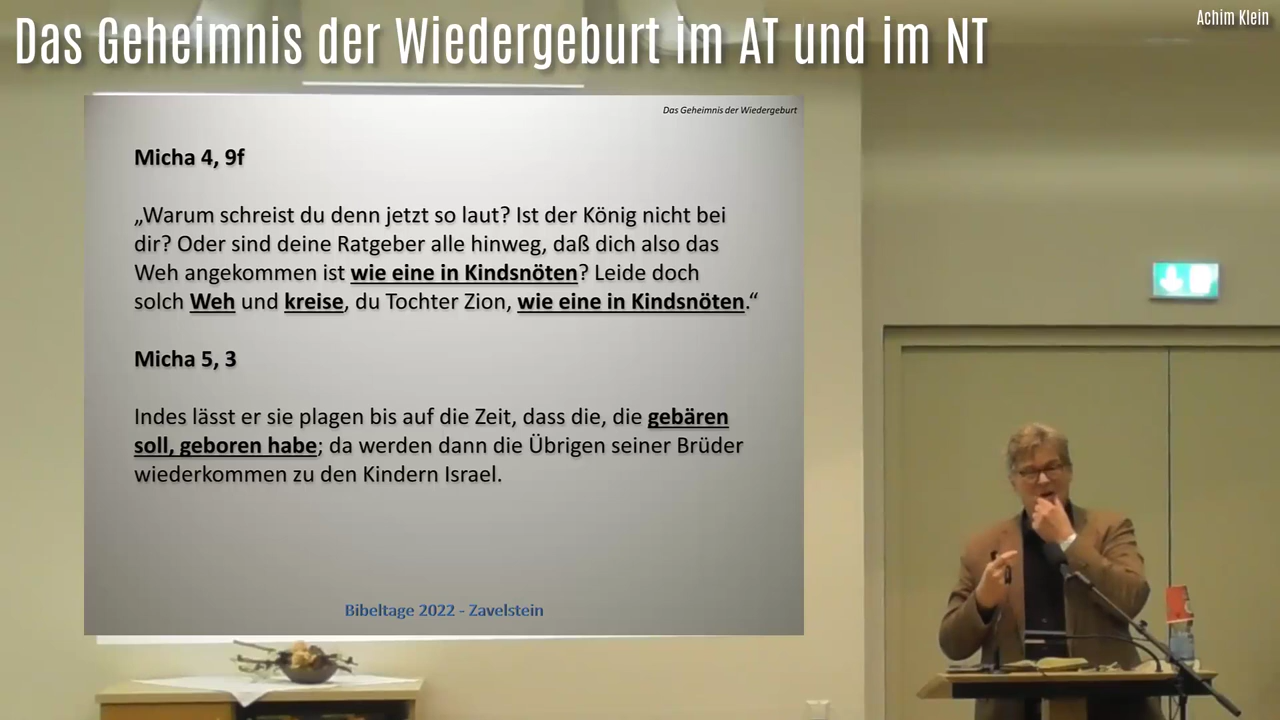 Das Geheimnis der Wiedergeburt im AT und im NT
Achim Klein
Das Geheimnis der Wiedergeburt
Micha 4, 9f
„Warum schreist du denn jetzt so laut? Ist der König nicht bei
dir? Oder sind deine Ratgeber alle hinweg, daß dich also das
Weh angekommen ist wie eine in Kindsnöten? Leide doch
solch Weh und kreise, du Tochter Zion, wie eine in Kindsnöten.“
Micha 5, 3
Indes lässt er sie plagen bis auf die Zeit, dass die, die gebären
soll, geboren habe; da werden dann die Übrigen seiner Brüder
wiederkommen zu den Kindern Israel.
Bibeltage 2022 - Zavelstein